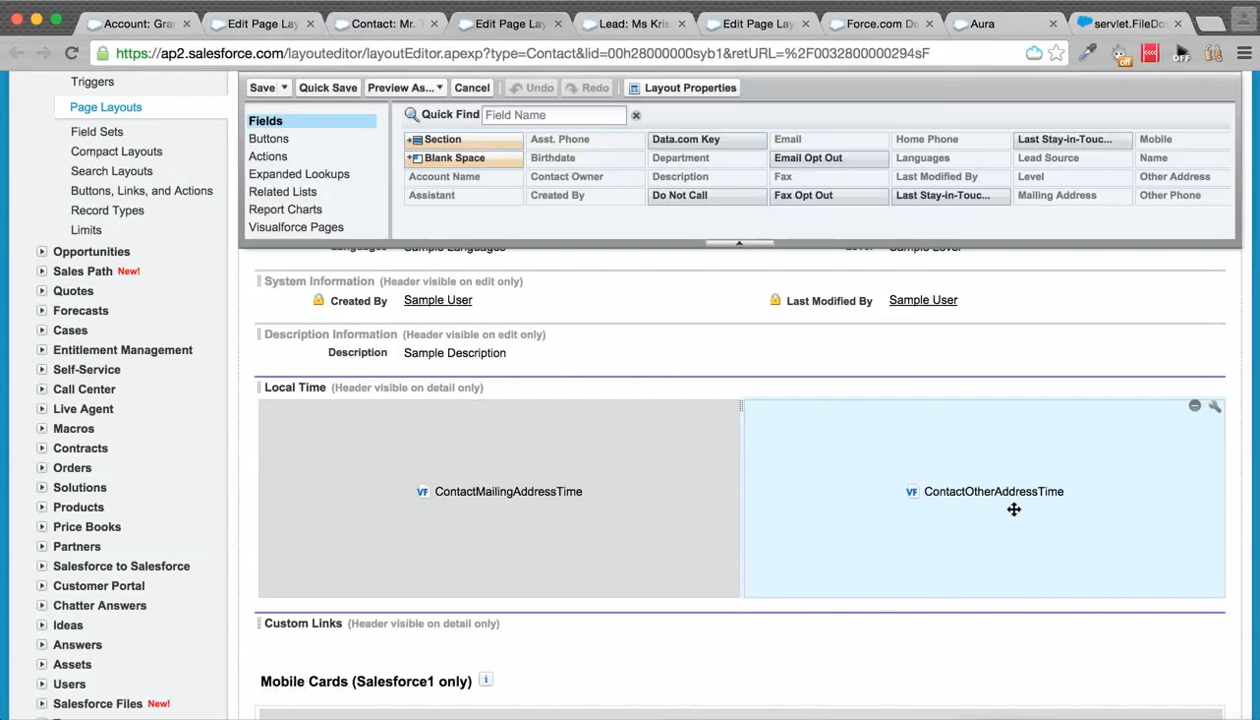 Account: Gra
Edit Page Lay
Contact: Mr. T
Edit Page Lay
Lead: Ms Kris
Edit Page Lay
Force.com De
Aura
servlet.FileDov
https://ap2.salesforce.com/layouteditor/layoutEditor.apexp?type=Contact&lid=00h28000000syb1&retURL=%2F0032800000294sF
off
OFF
Triggers
Page Layouts
Field Sets
Compact Layouts
Search Layouts
Buttons, Links, and Actions
Record Types
Limits
Opportunities
Sales Path New!
Quotes
Forecasts
Cases
Entitlement Management
Self-Service
Call Center
Live Agent
Macros
Contracts
Orders
Solutions
Products
Price Books
Partners
Salesforce to Salesforce
Customer Portal
Chatter Answers
Ideas
Answers
Assets
Users
Salesforce Files New!
Save Quick Save Preview As... Cancel Undo Redo Layout Properties
Fields
Buttons
Actions
Expanded Lookups
Related Lists
Report Charts
Visualforce Pages
Quick Find Field Name
Section Asst. Phone Data.com Key Email Home Phone Last Stay-in-Touc... Mobile
Blank Space Birthdate Department Email Opt Out Languages Lead Source Name
Account Name Contact Owner Description Fax Last Modified By Level Other Address
Assistant Created By Do Not Call Fax Opt Out Last Stay-in-Touc... Mailing Address Other Phone
Languages Sample Languages Level Sample Level
System Information (Header visible on edit only)
Created By Sample User Last Modified By Sample User
Description Information (Header visible on edit only)
Description Sample Description
Local Time (Header visible on detail only)
VF ContactMailingAddressTime VF ContactOtherAddressTime
Custom Links (Header visible on detail only)
Mobile Cards (Salesforce1 only) i